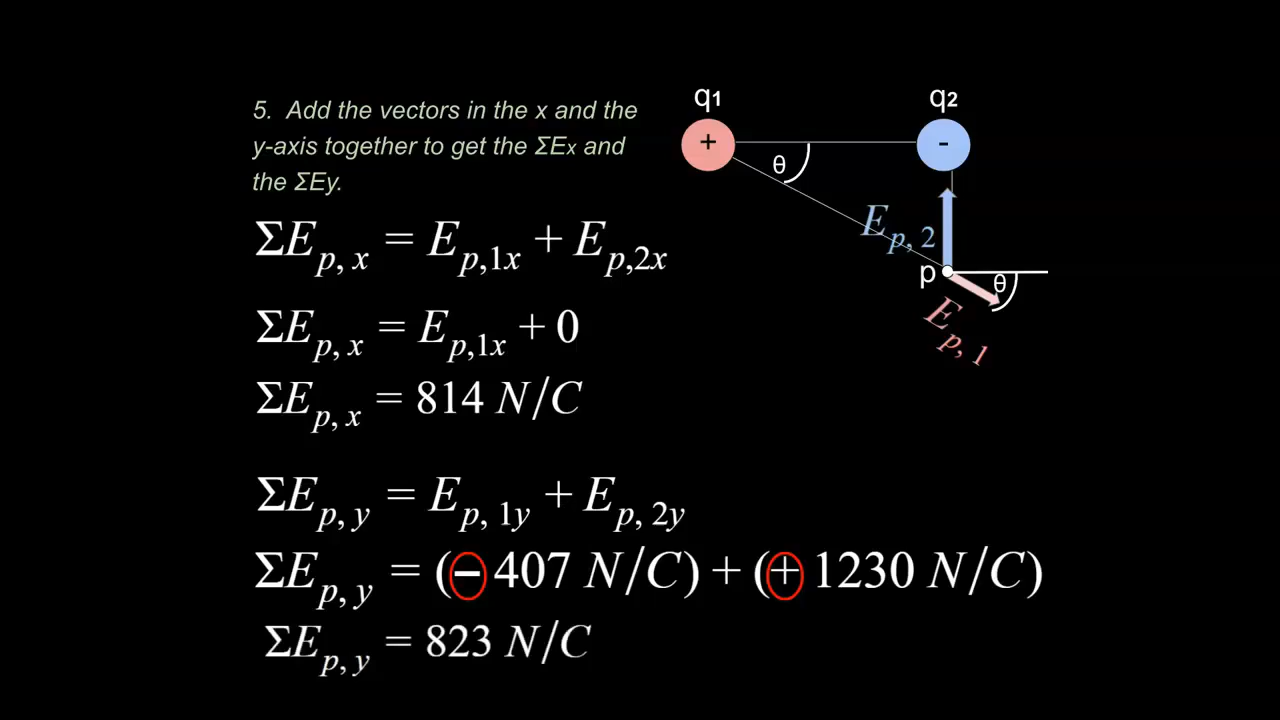 5. Add the vectors in the x and the
y-axis together to get the ΣEx and
the ΣEy.
ΣEp, x = Ep,1x + Ep,2x
ΣEp, x = Ep,1x + 0
ΣEp, x = 814 N/C
ΣEp, y = Ep, 1y + Ep, 2y
ΣEp, y = (− 407 N/C) + (+ 1230 N/C)
ΣEp, y = 823 N/C
q1
q2
+
-
θ
Ep, 2
p
θ
Ep, 1